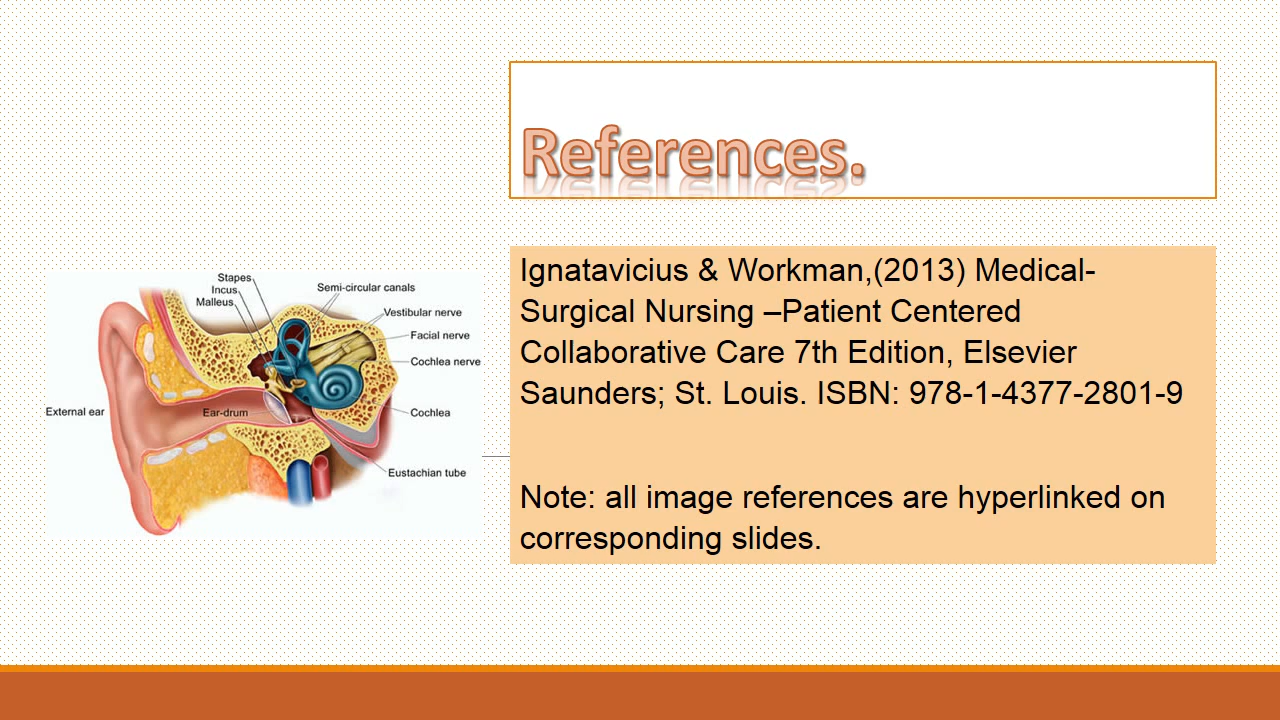 References.
Ignatavicius & Workman,(2013) Medical-
Surgical Nursing –Patient Centered
Collaborative Care 7th Edition, Elsevier
Saunders; St. Louis. ISBN: 978-1-4377-2801-9
Note: all image references are hyperlinked on
corresponding slides.
Stapes
Incus
Malleus
Semi-circular canals
Vestibular nerve
Facial nerve
Cochlea nerve
External ear
Ear-drum
Cochlea
Eustachian tube